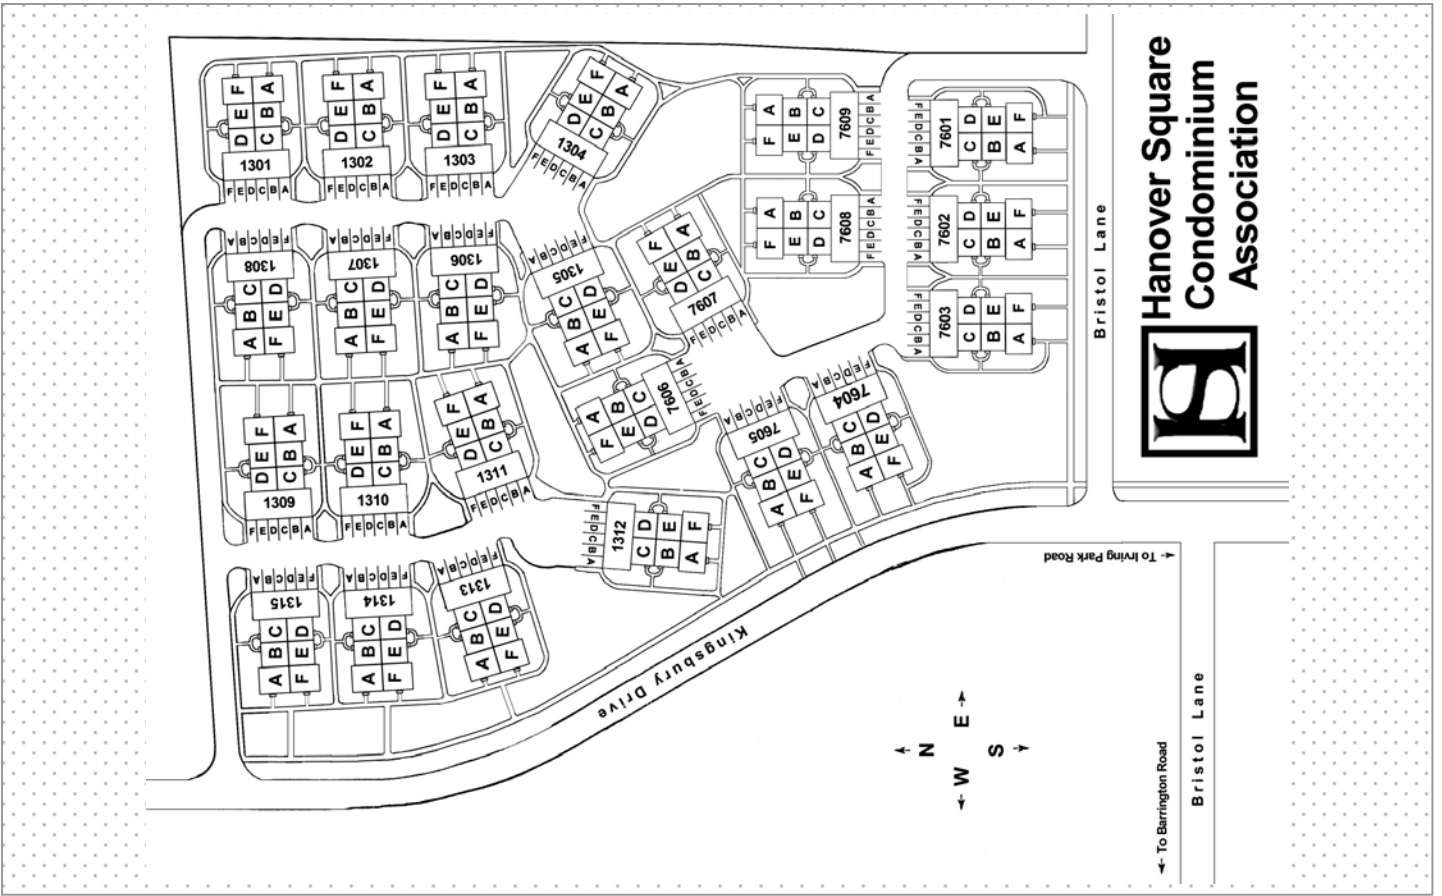 Hanover Square
Condominium
Association
H
F A
E B
D C
1301
F E D C B A
F A
E B
D C
1302
F E D C B A
F A
E B
D C
1303
F E D C B A
F A
E B
D C
1304
F E D C B A
A B C
F E D
7609
A B C D E F
D E F
C B A
7601
F E D C B A
A B C
F E D
7608
A B C D E F
D E F
C B A
7602
F E D C B A
D E F
C B A
7603
F E D C B A
A B C D E F
1308
C D
B E
A F
A B C D E F
1307
C D
B E
A F
A B C D E F
1306
C D
B E
A F
A B C D E F
1305
C D
B E
A F
F A
E B
D C
7607
F E D C B A
A B C
F E D
7606
A B C D E F
A B C D E F
7605
C D
B E
A F
A B C D E F
7604
C D
B E
A F
F A
E B
D C
1309
F E D C B A
F A
E B
D C
1310
F E D C B A
F A
E B
D C
1311
F E D C B A
F E D C B A
1312
D E F
C B A
A B C D E F
1315
C D
B E
A F
A B C D E F
1314
C D
B E
A F
A B C D E F
1313
C D
B E
A F
Bristol Lane
Kingsbury Drive
To Irving Park Road
N
E
S
W
To Barrington Road
Bristol Lane